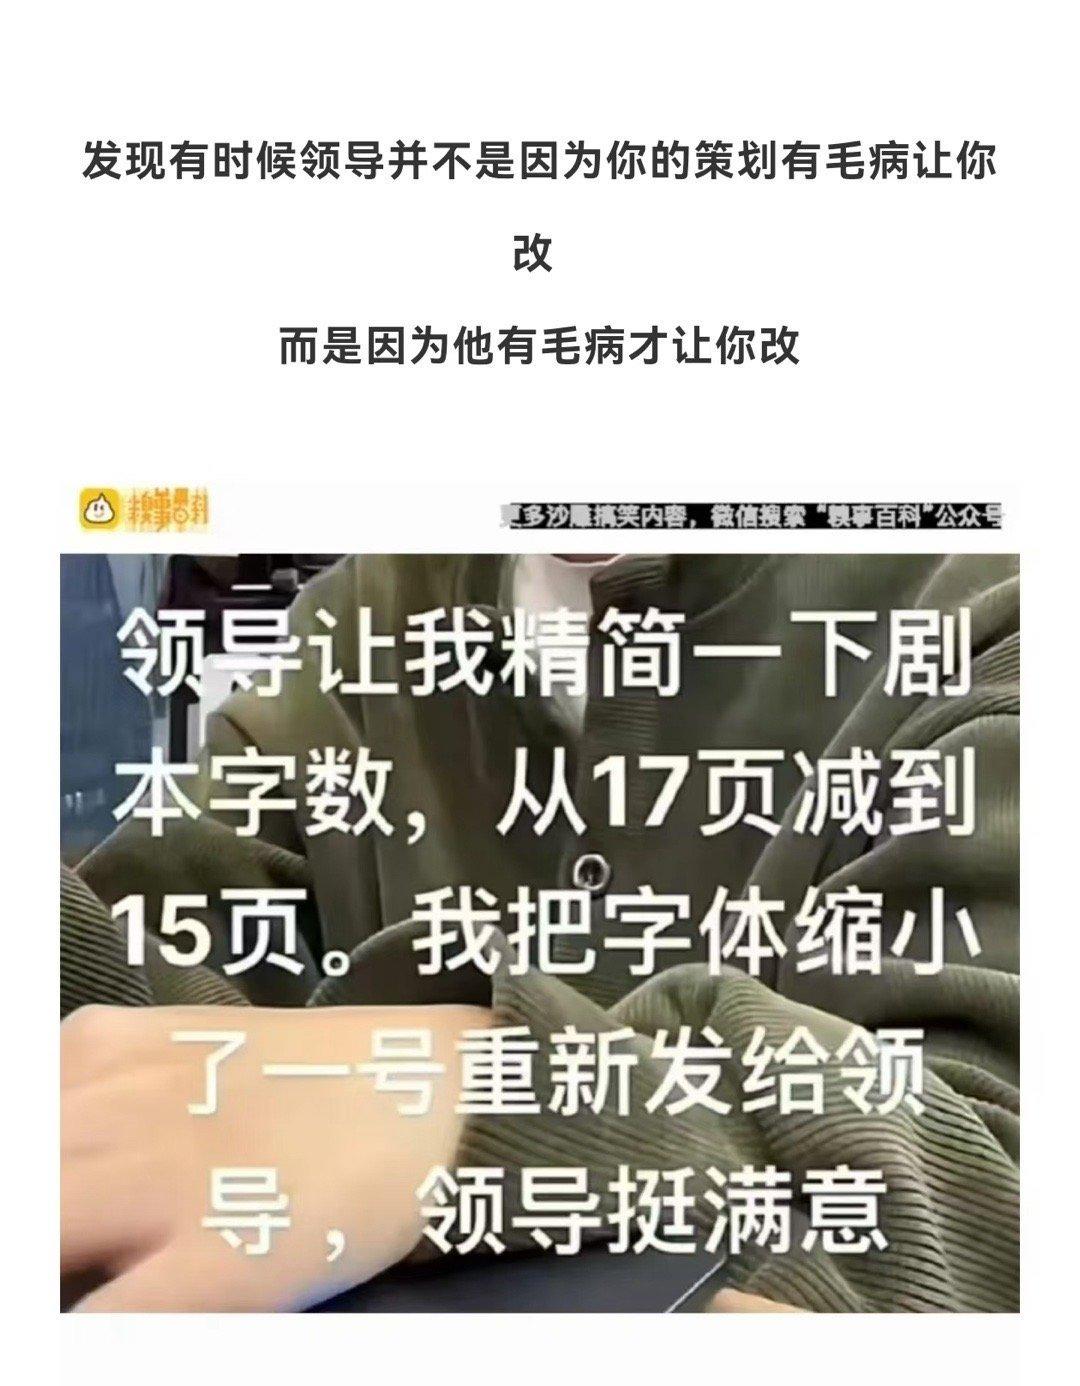 发现有时候领导并不是因为你的策划有毛病让你
改
而是因为他有毛病才让你改
糗事百科
更多沙雕搞笑内容，微信搜索“糗事百科”公众号
领导让我精简一下剧
本字数，从17页减到
15页。我把字体缩小
了一号重新发给领
导，领导挺满意